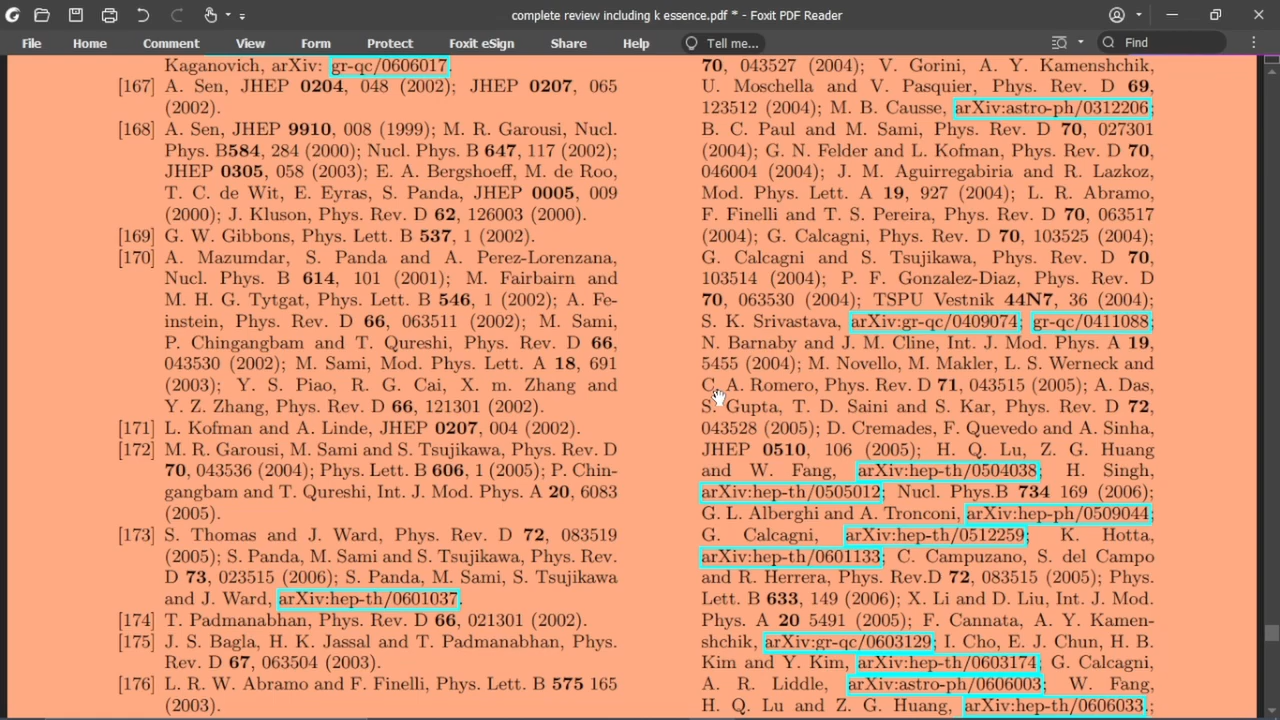 complete review including k essence.pdf * - Foxit PDF Reader
File Home Comment View Form Protect Foxit eSign Share Help Tell me... Find
Kaganovich, arXiv: gr-qc/0606017.
[167] A. Sen, JHEP 0204, 048 (2002); JHEP 0207, 065
(2002).
[168] A. Sen, JHEP 9910, 008 (1999); M. R. Garousi, Nucl.
Phys. B584, 284 (2000); Nucl. Phys. B 647, 117 (2002);
JHEP 0305, 058 (2003); E. A. Bergshoeff, M. de Roo,
T. C. de Wit, E. Eyras, S. Panda, JHEP 0005, 009
(2000); J. Kluson, Phys. Rev. D 62, 126003 (2000).
[169] G. W. Gibbons, Phys. Lett. B 537, 1 (2002).
[170] A. Mazumdar, S. Panda and A. Perez-Lorenzana,
Nucl. Phys. B 614, 101 (2001); M. Fairbairn and
M. H. G. Tytgat, Phys. Lett. B 546, 1 (2002); A. Fe-
instein, Phys. Rev. D 66, 063511 (2002); M. Sami,
P. Chingangbam and T. Qureshi, Phys. Rev. D 66,
043530 (2002); M. Sami, Mod. Phys. Lett. A 18, 691
(2003); Y. S. Piao, R. G. Cai, X. m. Zhang and
Y. Z. Zhang, Phys. Rev. D 66, 121301 (2002).
[171] L. Kofman and A. Linde, JHEP 0207, 004 (2002).
[172] M. R. Garousi, M. Sami and S. Tsujikawa, Phys. Rev. D
70, 043536 (2004); Phys. Lett. B 606, 1 (2005); P. Chin-
gangbam and T. Qureshi, Int. J. Mod. Phys. A 20, 6083
(2005).
[173] S. Thomas and J. Ward, Phys. Rev. D 72, 083519
(2005); S. Panda, M. Sami and S. Tsujikawa, Phys. Rev.
D 73, 023515 (2006); S. Panda, M. Sami, S. Tsujikawa
and J. Ward, arXiv:hep-th/0601037.
[174] T. Padmanabhan, Phys. Rev. D 66, 021301 (2002).
[175] J. S. Bagla, H. K. Jassal and T. Padmanabhan, Phys.
Rev. D 67, 063504 (2003).
[176] L. R. W. Abramo and F. Finelli, Phys. Lett. B 575 165
(2003).
70, 043527 (2004); V. Gorini, A. Y. Kamenshchik,
U. Moschella and V. Pasquier, Phys. Rev. D 69,
123512 (2004); M. B. Causse, arXiv:astro-ph/0312206;
B. C. Paul and M. Sami, Phys. Rev. D 70, 027301
(2004); G. N. Felder and L. Kofman, Phys. Rev. D 70,
046004 (2004); J. M. Aguirregabiria and R. Lazkoz,
Mod. Phys. Lett. A 19, 927 (2004); L. R. Abramo,
F. Finelli and T. S. Pereira, Phys. Rev. D 70, 063517
(2004); G. Calcagni, Phys. Rev. D 70, 103525 (2004);
G. Calcagni and S. Tsujikawa, Phys. Rev. D 70,
103514 (2004); P. F. Gonzalez-Diaz, Phys. Rev. D
70, 063530 (2004); TSPU Vestnik 44N7, 36 (2004);
S. K. Srivastava, arXiv:gr-qc/0409074; gr-qc/0411088;
N. Barnaby and J. M. Cline, Int. J. Mod. Phys. A 19,
5455 (2004); M. Novello, M. Makler, L. S. Werneck and
C. A. Romero, Phys. Rev. D 71, 043515 (2005); A. Das,
S. Gupta, T. D. Saini and S. Kar, Phys. Rev. D 72,
043528 (2005); D. Cremades, F. Quevedo and A. Sinha,
JHEP 0510, 106 (2005); H. Q. Lu, Z. G. Huang
and W. Fang, arXiv:hep-th/0504038; H. Singh,
arXiv:hep-th/0505012; Nucl. Phys.B 734 169 (2006);
G. L. Alberghi and A. Tronconi, arXiv:hep-ph/0509044;
G. Calcagni, arXiv:hep-th/0512259; K. Hotta,
arXiv:hep-th/0601133; C. Campuzano, S. del Campo
and R. Herrera, Phys. Rev.D 72, 083515 (2005); Phys.
Lett. B 633, 149 (2006); X. Li and D. Liu, Int. J. Mod.
Phys. A 20 5491 (2005); F. Cannata, A. Y. Kamen-
shchik, arXiv:gr-qc/0603129; I. Cho, E. J. Chun, H. B.
Kim and Y. Kim, arXiv:hep-th/0603174; G. Calcagni,
A. R. Liddle, arXiv:astro-ph/0606003; W. Fang,
H. Q. Lu and Z. G. Huang, arXiv:hep-th/0606033.;